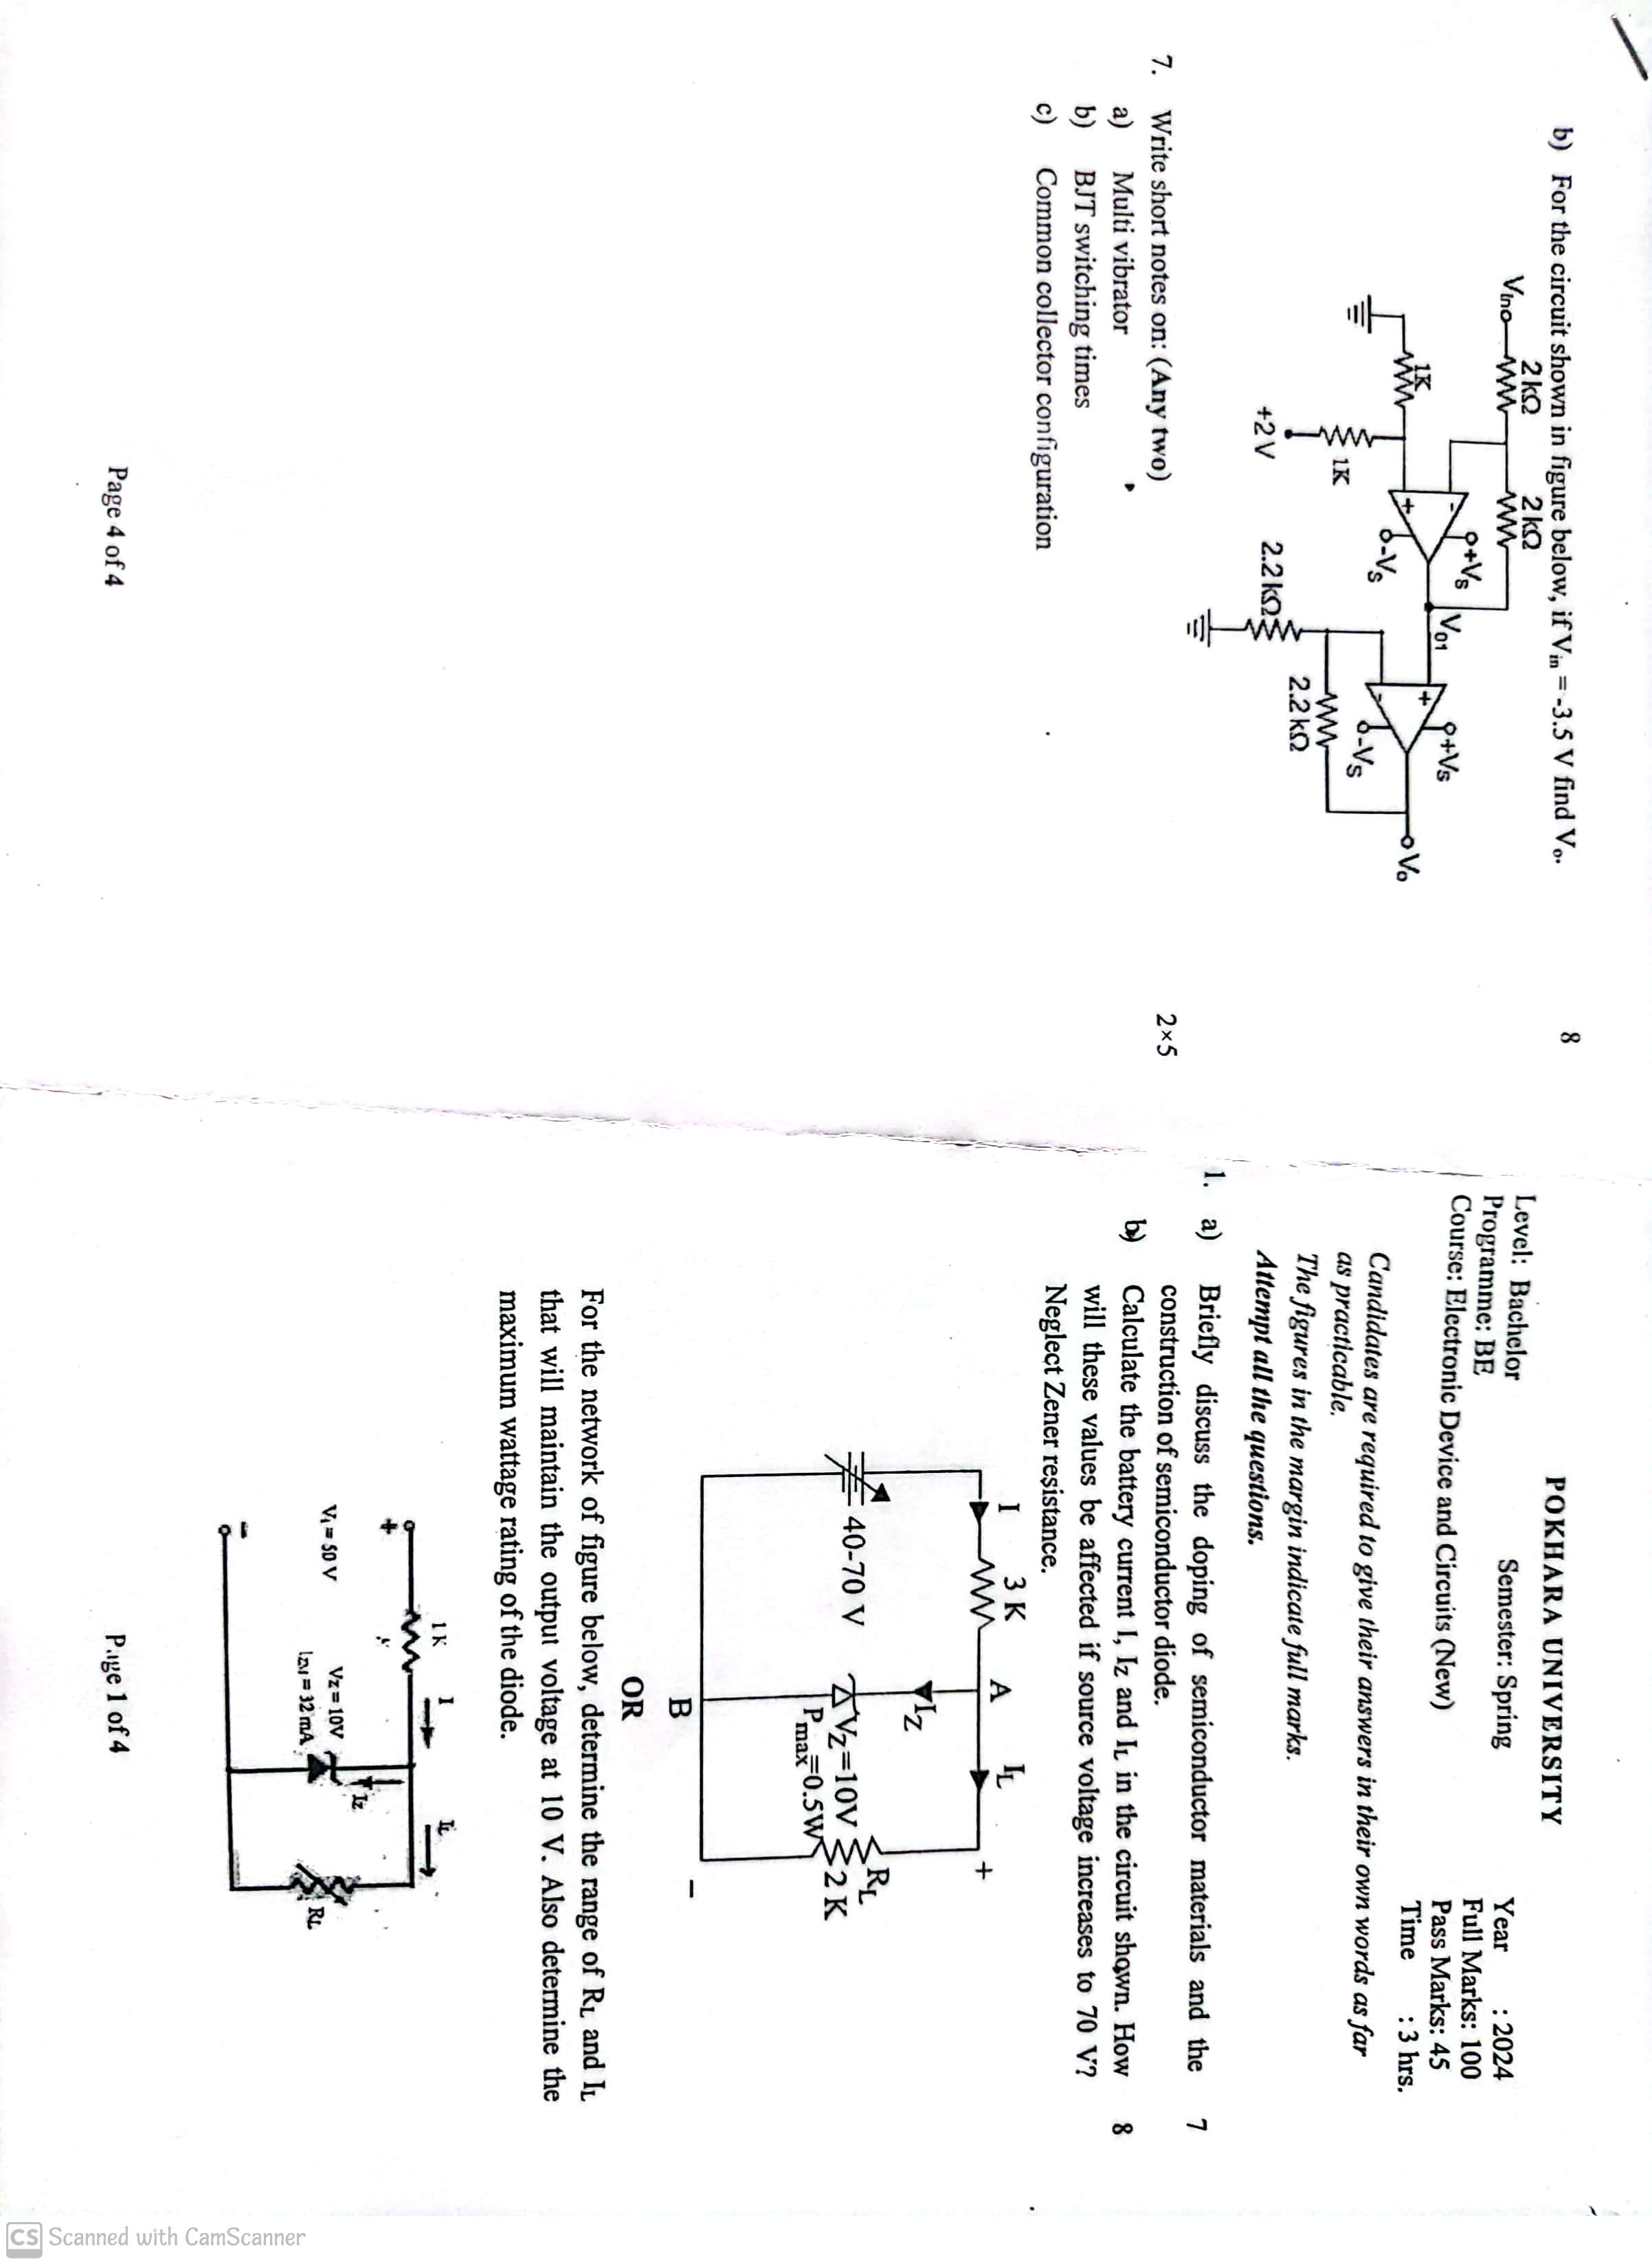 b) For the circuit shown in figure below, if Vin = -3.5 V find Vo. 8
2kΩ 2kΩ
Vin
+Vs
V01
+Vs
1K
-
+
+
-
Vo
-Vs
-Vs
1K
2.2kΩ
2.2kΩ
+2V
7. Write short notes on: (Any two) 2×5
a) Multi vibrator
b) BJT switching times
c) Common collector configuration
Page 4 of 4
POKHARA UNIVERSITY
Level: Bachelor Semester: Spring Year : 2024
Programme: BE Full Marks: 100
Course: Electronic Device and Circuits (New) Pass Marks: 45
Time : 3 hrs.
Candidates are required to give their answers in their own words as far
as practicable.
The figures in the margin indicate full marks.
Attempt all the questions.
1. a) Briefly discuss the doping of semiconductor materials and the 7
construction of semiconductor diode.
b) Calculate the battery current I, Iz and IL in the circuit shown. How 8
will these values be affected if source voltage increases to 70 V?
Neglect Zener resistance.
I 3 K A IL +
IZ
RL
40-70 V VZ=10V 2 K
Pmax=0.5W
B -
OR
For the network of figure below, determine the range of RL and IL
that will maintain the output voltage at 10 V. Also determine the
maximum wattage rating of the diode.
1 K I IL
+
Iz
Vi = 50 V Vz = 10V
IZM = 32 mA RL
-
Page 1 of 4
CS Scanned with CamScanner